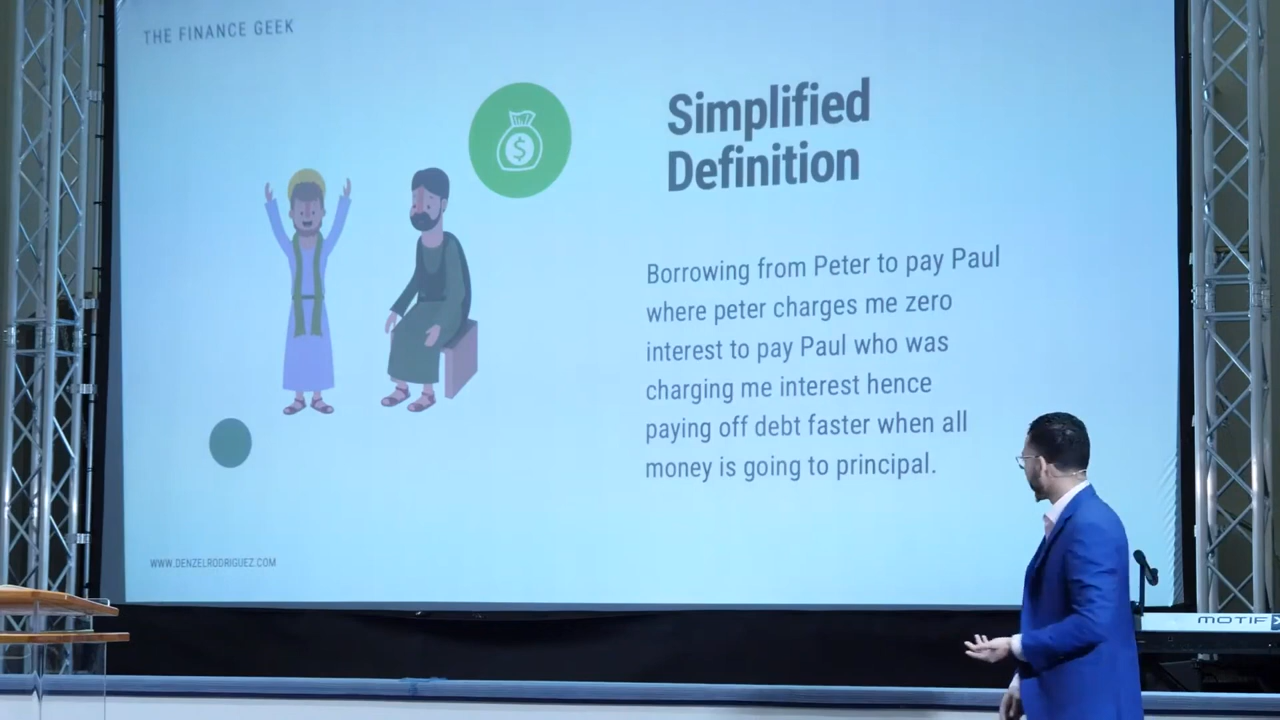 THE FINANCE GEEK
Simplified
Definition
Borrowing from Peter to pay Paul
where peter charges me zero
interest to pay Paul who was
charging me interest hence
paying off debt faster when all
money is going to principal.
WWW.DENZELRODRIGUEZ.COM
$
MOTIF